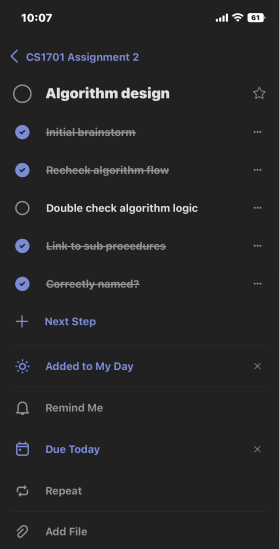 10:07
61
CS1701 Assignment 2
Algorithm design
Initial brainstorm
Recheck algorithm flow
Double check algorithm logic
Link to sub procedures
Correctly named?
Next Step
Added to My Day
Remind Me
Due Today
Repeat
Add File